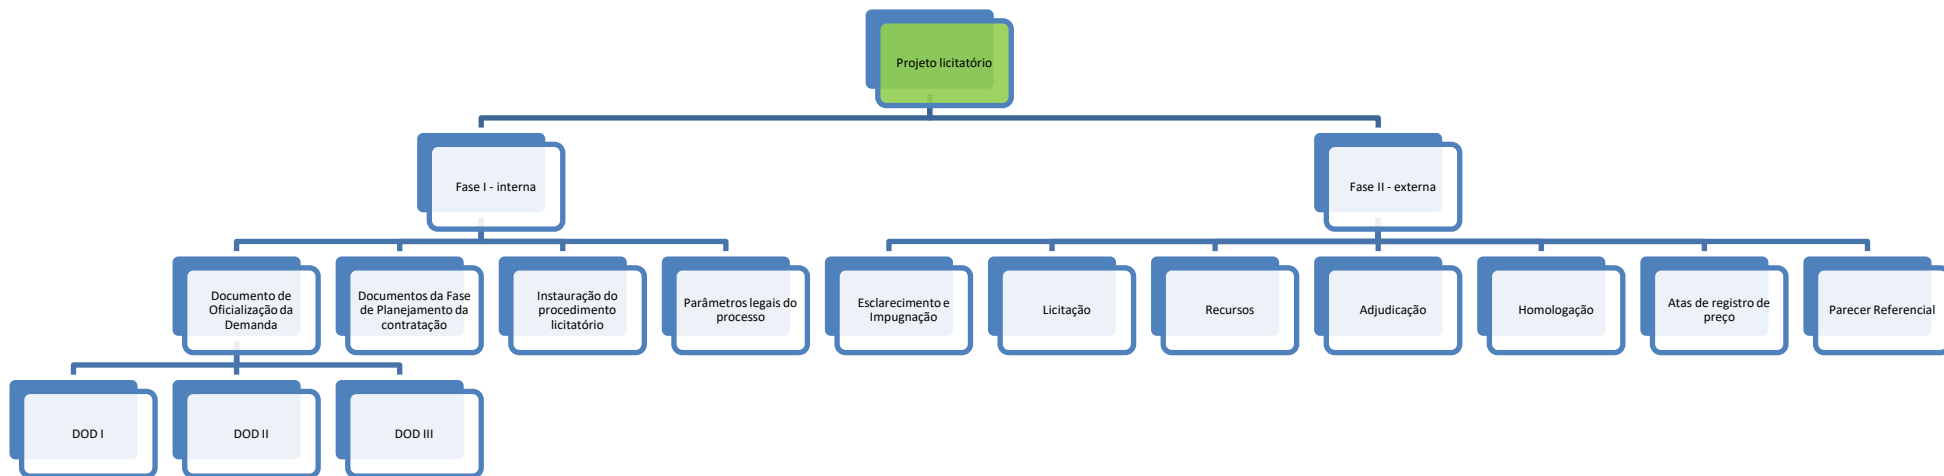 Projeto licitatório
Fase I - interna
Fase II - externa
Documento de
Oficialização da
Demanda
Documentos da Fase
de Planejamento da
contratação
Instauração do
procedimento
licitatório
Parâmetros legais do
processo
Esclarecimento e
Impugnação
Licitação
Recursos
Adjudicação
Homologação
Atas de registro de
preço
Parecer Referencial
DOD I
DOD II
DOD III